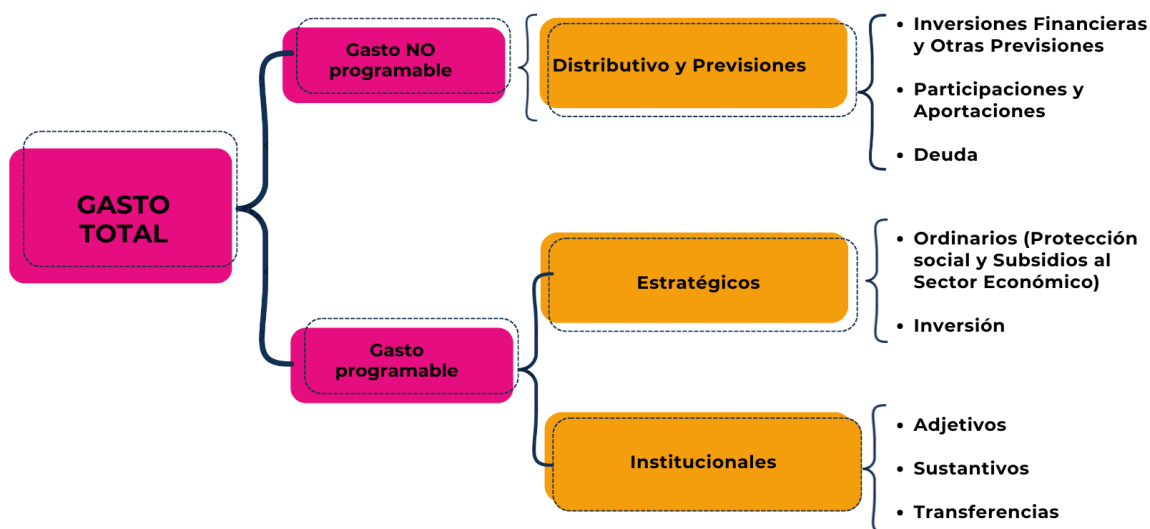 GASTO
TOTAL
Gasto NO
programable
Distributivo y Previsiones
• Inversiones Financieras
y Otras Previsiones
• Participaciones y
Aportaciones
• Deuda
Gasto
programable
Estratégicos
• Ordinarios (Protección
social y Subsidios al
Sector Económico)
• Inversión
Institucionales
• Adjetivos
• Sustantivos
• Transferencias